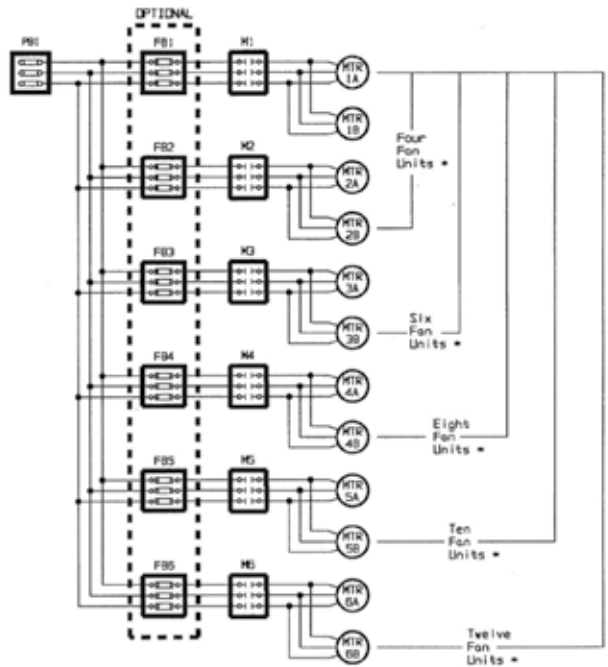 OPTIONAL
PB1
FB1
M1
MTR
1A
MTR
1B
Four
Fan
Units *
FB2
M2
MTR
2A
MTR
2B
FB3
M3
MTR
3A
MTR
3B
Six
Fan
Units *
FB4
M4
MTR
4A
MTR
4B
Eight
Fan
Units *
FB5
M5
MTR
5A
MTR
5B
Ten
Fan
Units *
FB6
M6
MTR
6A
MTR
6B
Twelve
Fan
Units *